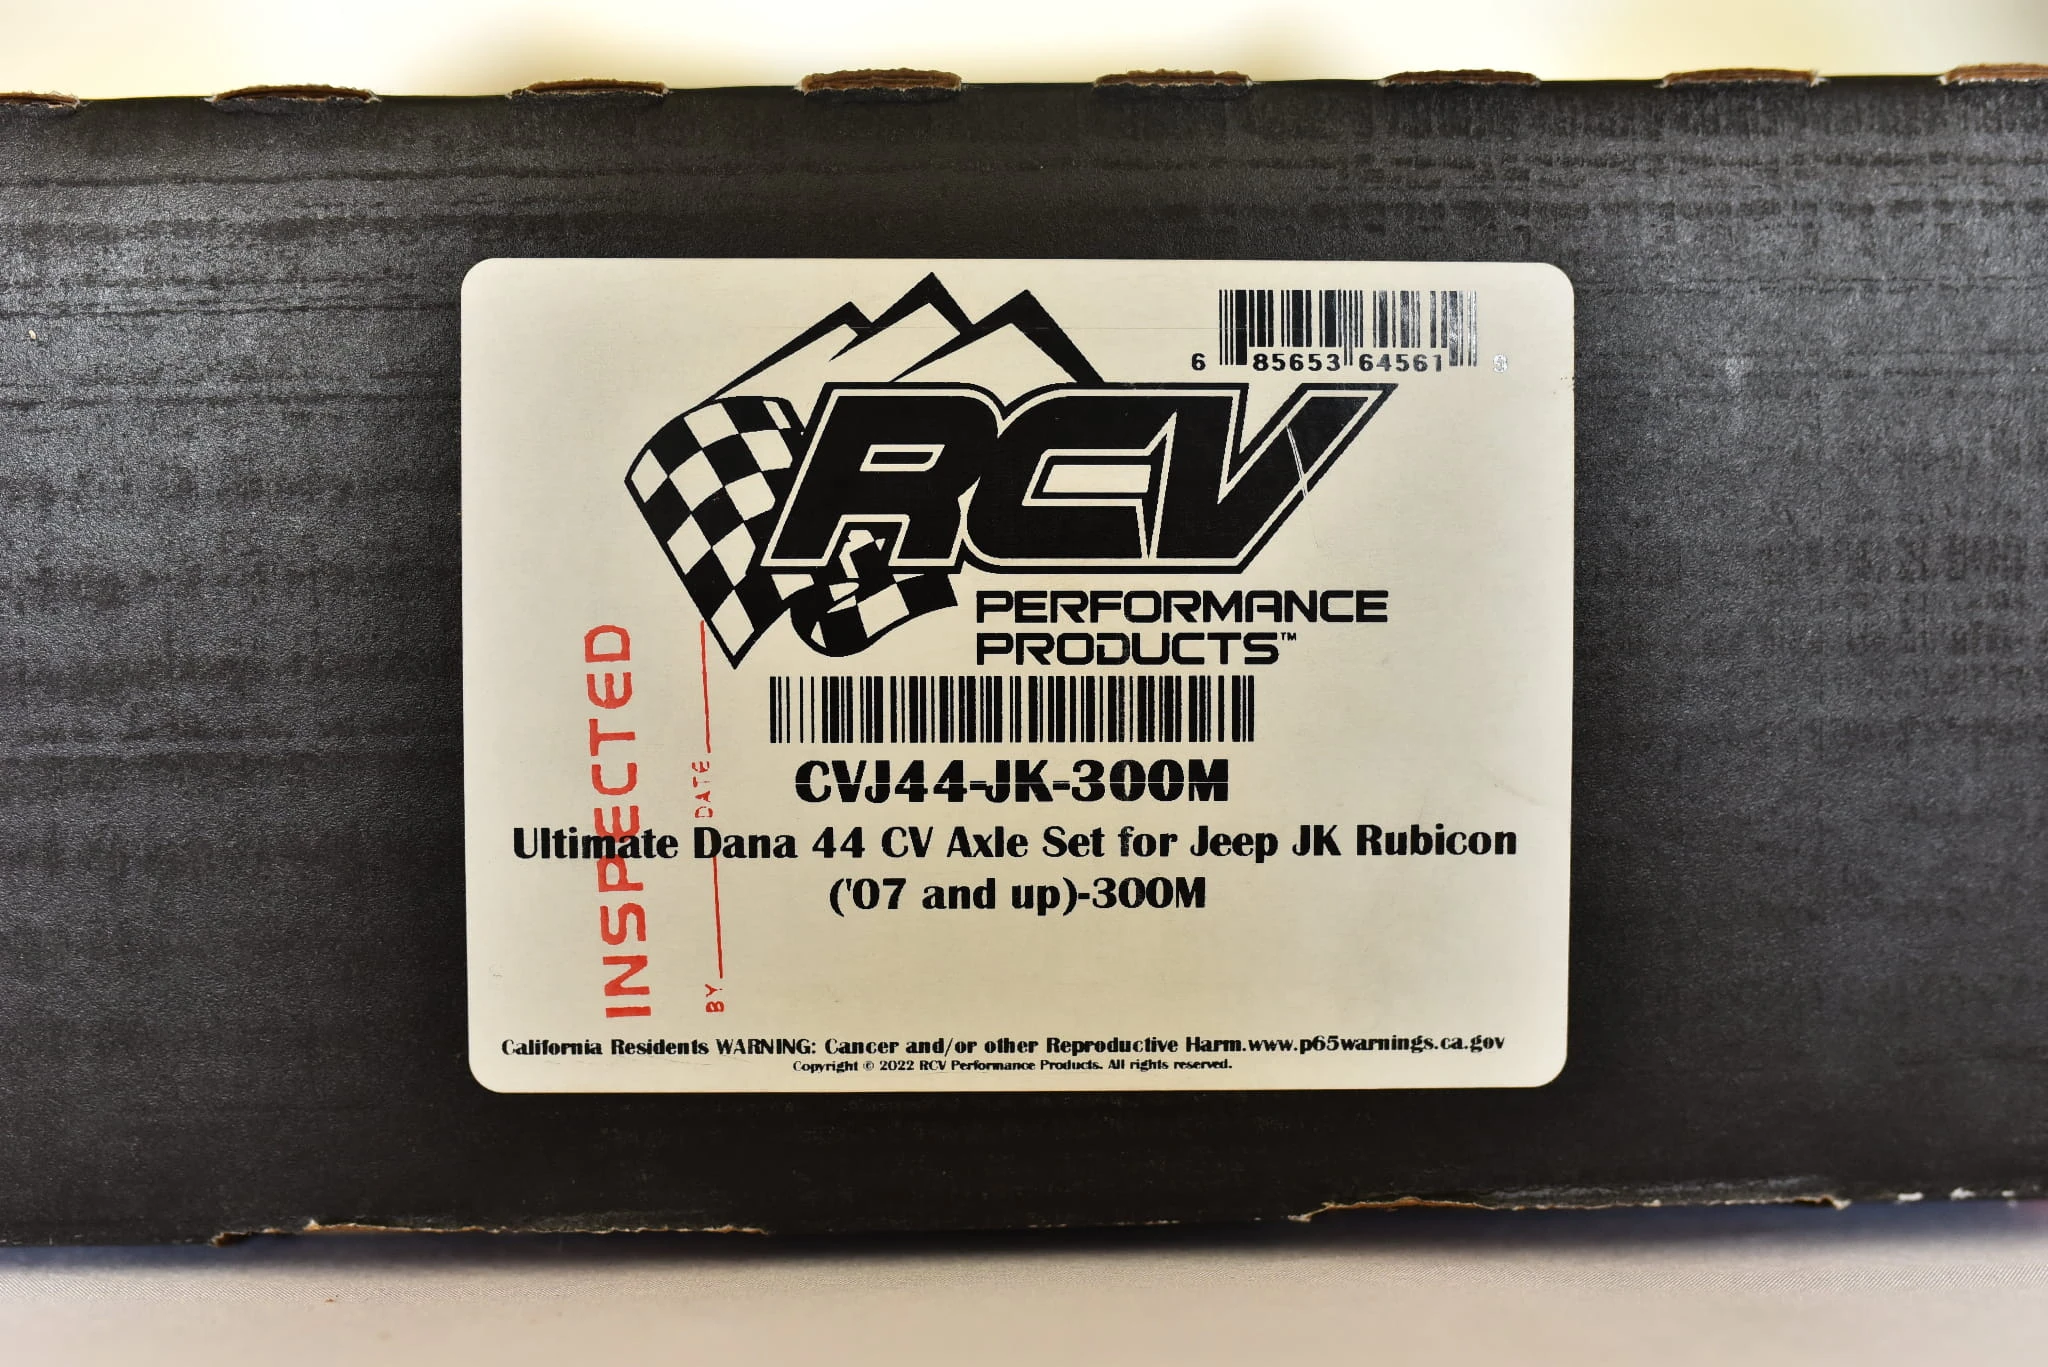 6 85653 64561
RCV
PERFORMANCE
PRODUCTS™
CVJ44-JK-300M
Ultimate Dana 44 CV Axle Set for Jeep JK Rubicon
('07 and up)-300M
INSPECTED
BY DATE
California Residents WARNING: Cancer and/or other Reproductive Harm.www.p65warnings.ca.gov
Copyright © 2022 RCV Performance Products. All rights reserved.